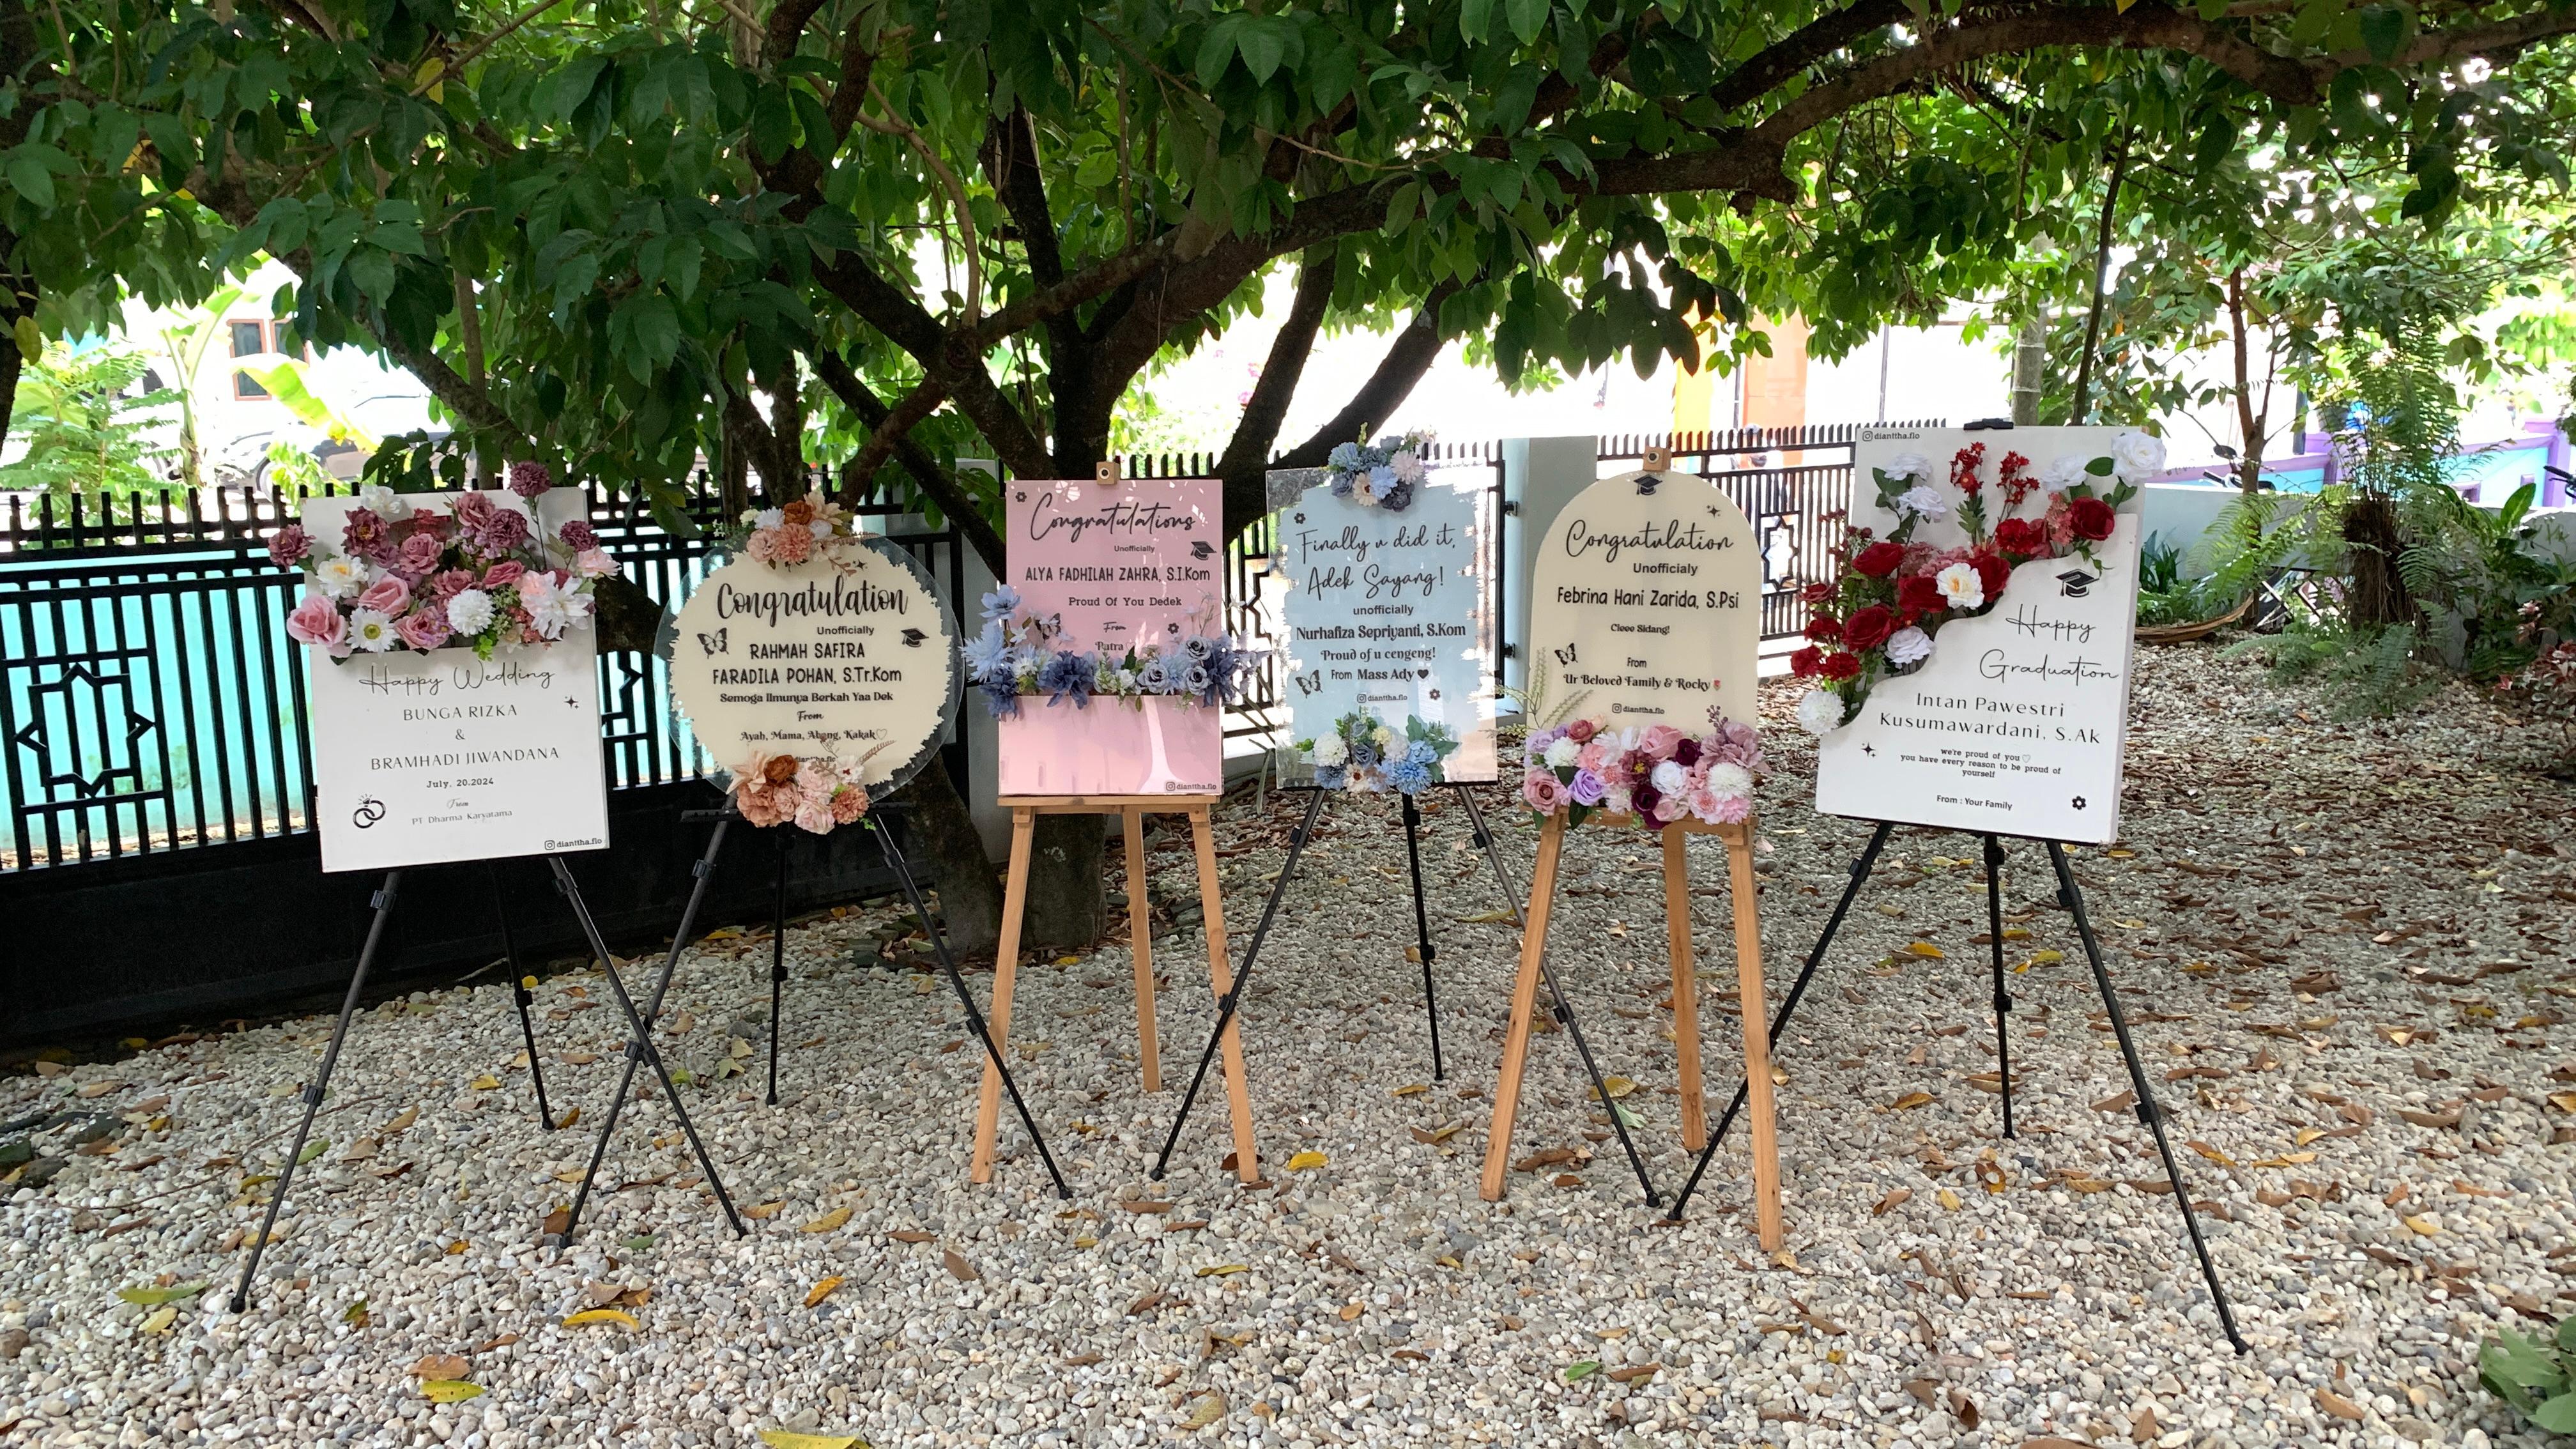 Happy Wedding
BUNGA RIZKA
&
BRAMHADI JIWANDANA
July, 20.2024
From
PT Dharma Karyatama
dianttha.flo
Congratulation
Unofficially
RAHMAH SAFIRA
FARADILA POHAN, S.Tr.Kom
Semoga Ilmunya Berkah Yaa Dek
From
Ayah, Mama, Abang, Kakak♡
dianttha.flo
Congratulations
Unofficially
ALYA FADHILAH ZAHRA, S.I.Kom
Proud Of You Dedek
From
Putra
dianttha.flo
Finally u did it,
Adek Sayang!
unofficially
Nurhafiza Sepriyanti, S.Kom
Proud of u cengeng!
From Mass Ady ♥
dianttha.flo
Congratulation
Unofficialy
Febrina Hani Zarida, S.Psi
Cieee Sidang!
From
Ur Beloved Family & Rocky
dianttha.flo
dianttha.flo
Happy
Graduation
Intan Pawestri
Kusumawardani, S.Ak
we're proud of you♡
you have every reason to be proud of
yourself
From : Your Family